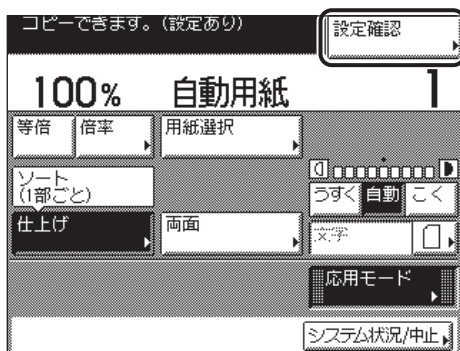 コピーできます。(設定あり)
設定確認
100% 自動用紙 1
等倍 倍率 用紙選択
ソート
(1部ごと)
うすく 自動 こく
仕上げ 両面 文字
応用モード
システム状況/中止